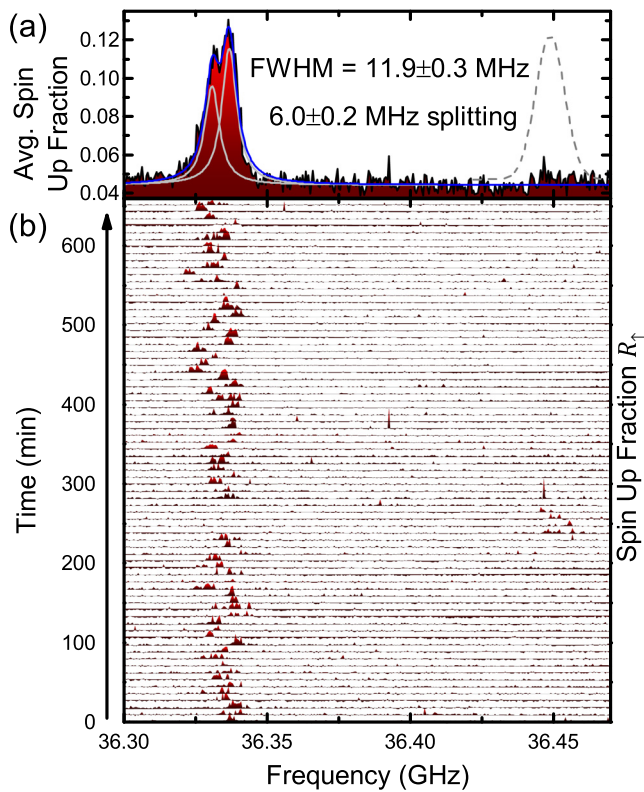 (a)
0.12
0.10
0.08
0.06
0.04
Avg. Spin
Up Fraction
FWHM = 11.9±0.3 MHz
6.0±0.2 MHz splitting
(b)
600
500
400
300
200
100
0
Time (min)
Spin Up Fraction R↑
36.30
36.35
36.40
36.45
Frequency (GHz)